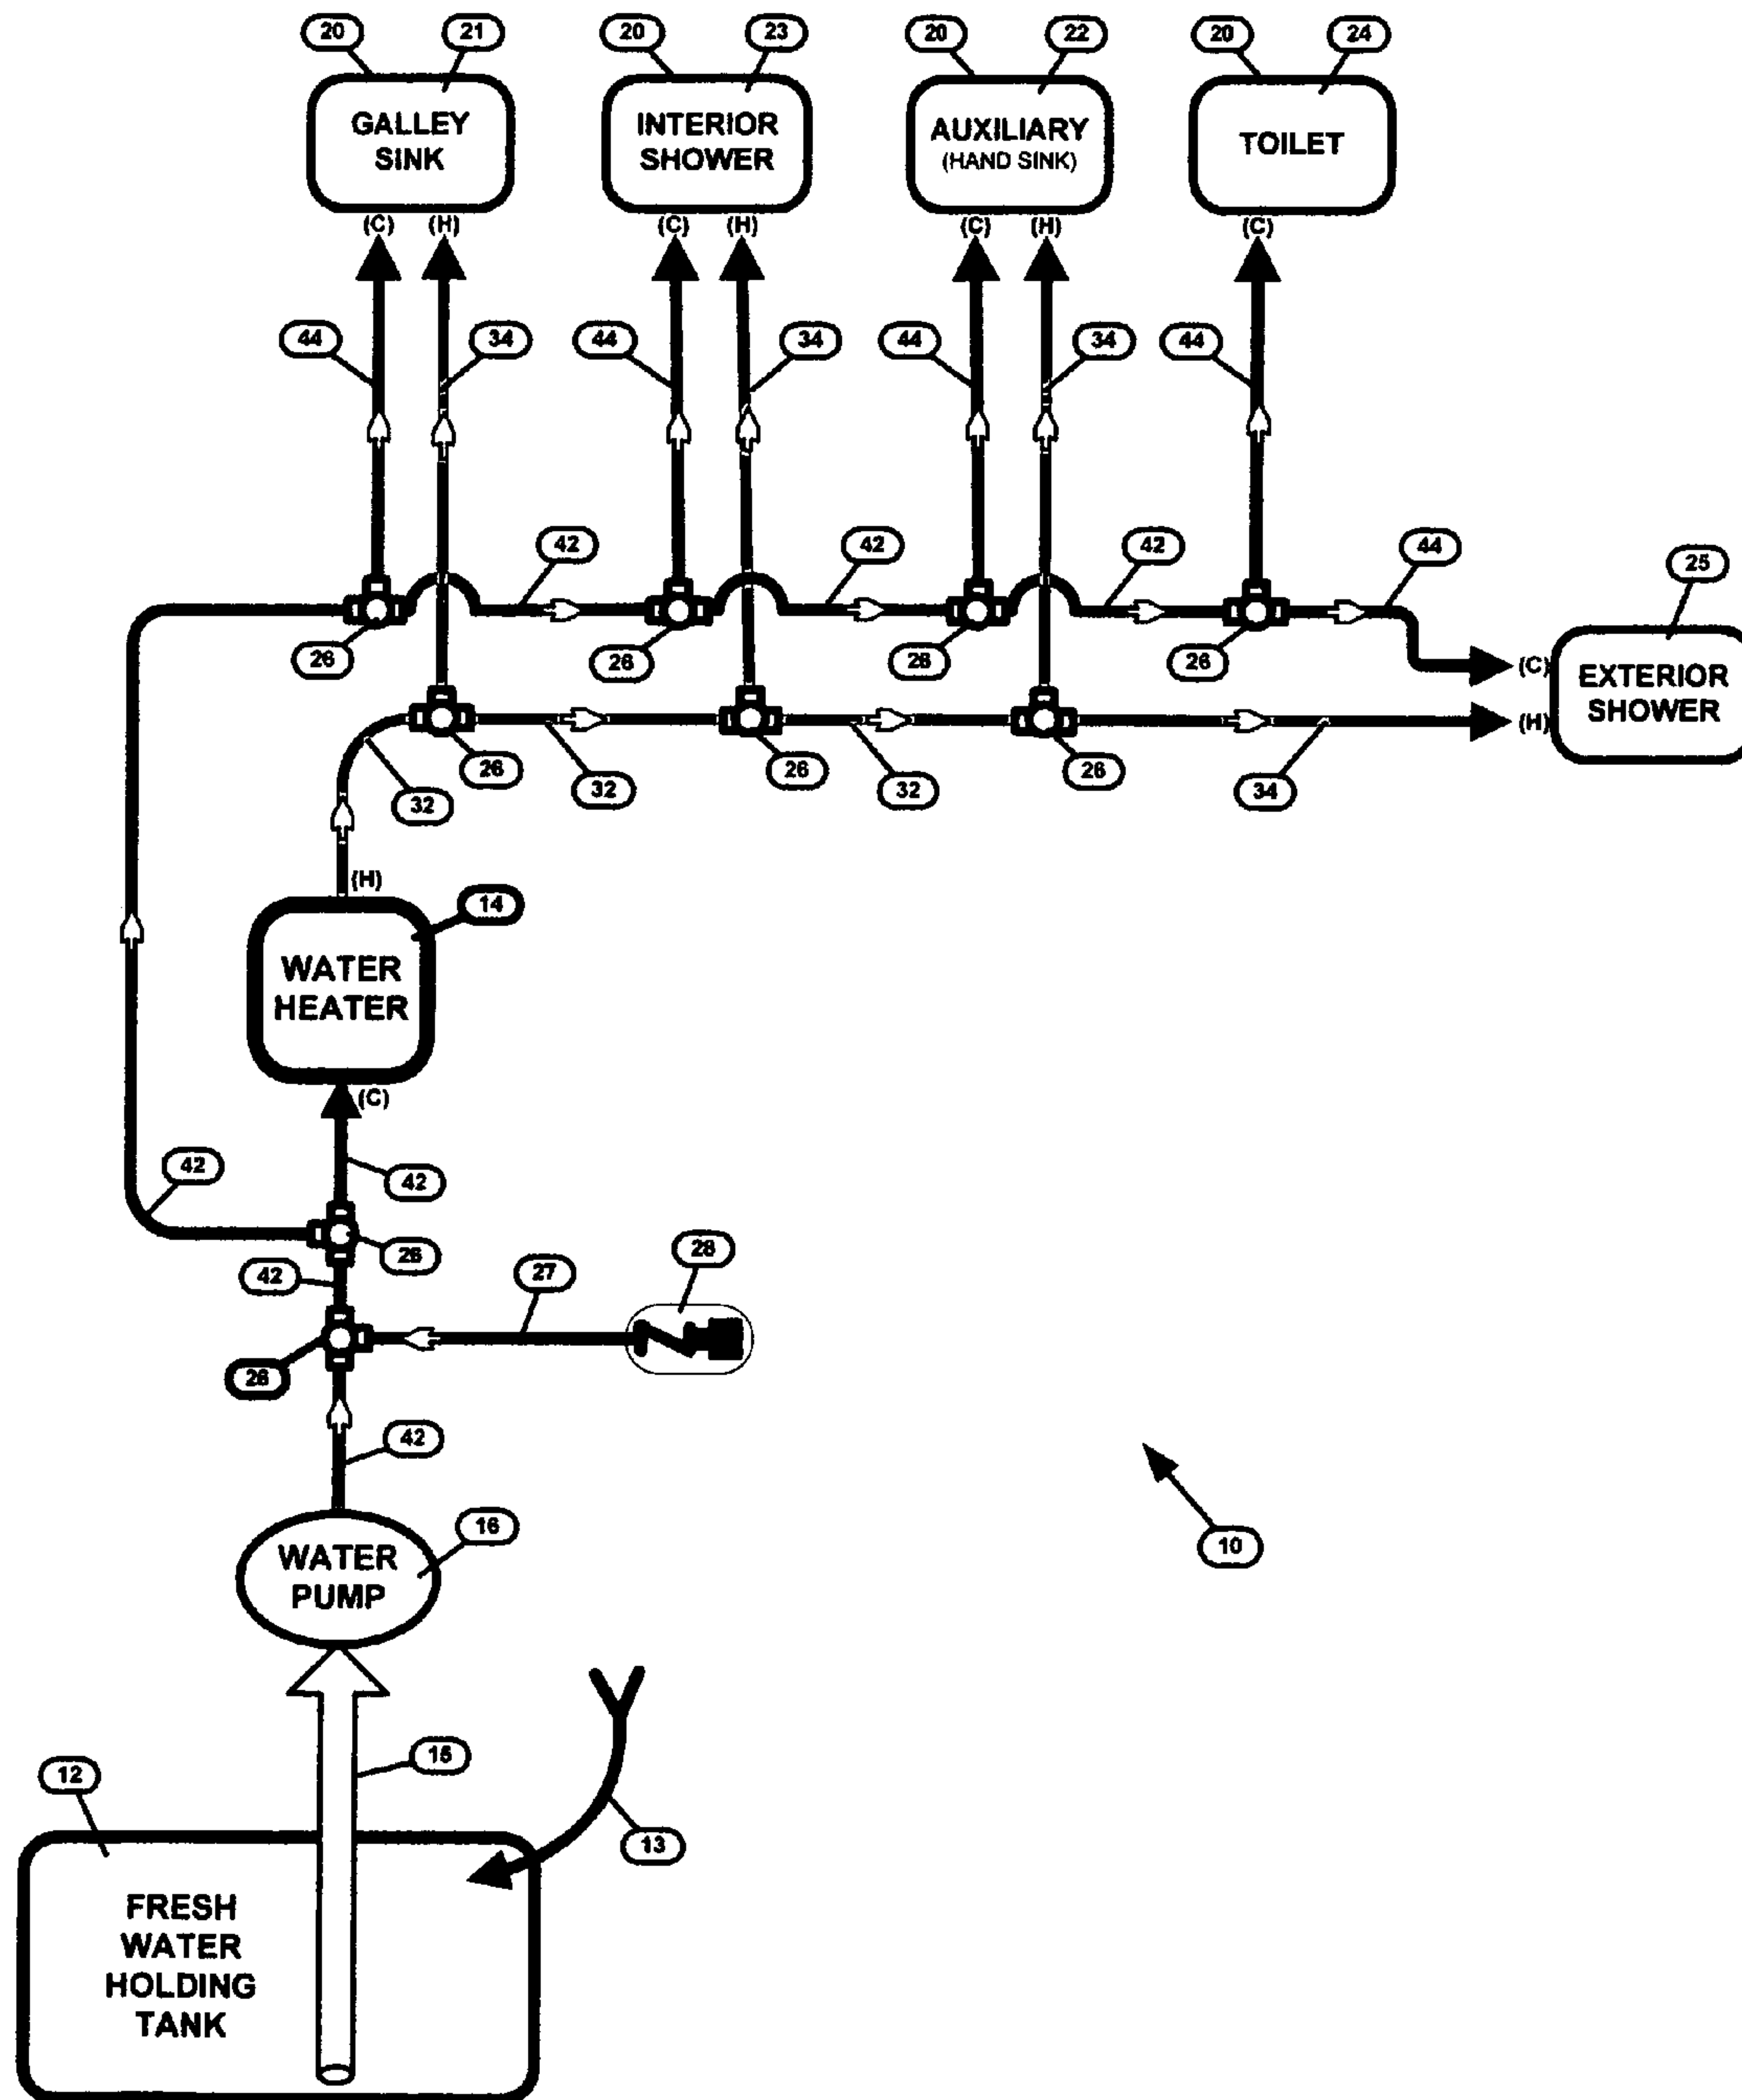 20 21 20 23 20 22 20 24
GALLEY
SINK
INTERIOR
SHOWER
AUXILIARY
(HAND SINK)
TOILET
(C) (H) (C) (H) (C) (H) (C)
44 34 44 34 44 34 44
42 42 42 44
25
26 26 26 26
EXTERIOR
SHOWER
(C)
(H)
26 26 26
32 32 32 34
(H)
14
WATER
HEATER
(C)
42 42
26
28
42 27
26
42
16
WATER
PUMP
10
15
12
13
FRESH
WATER
HOLDING
TANK